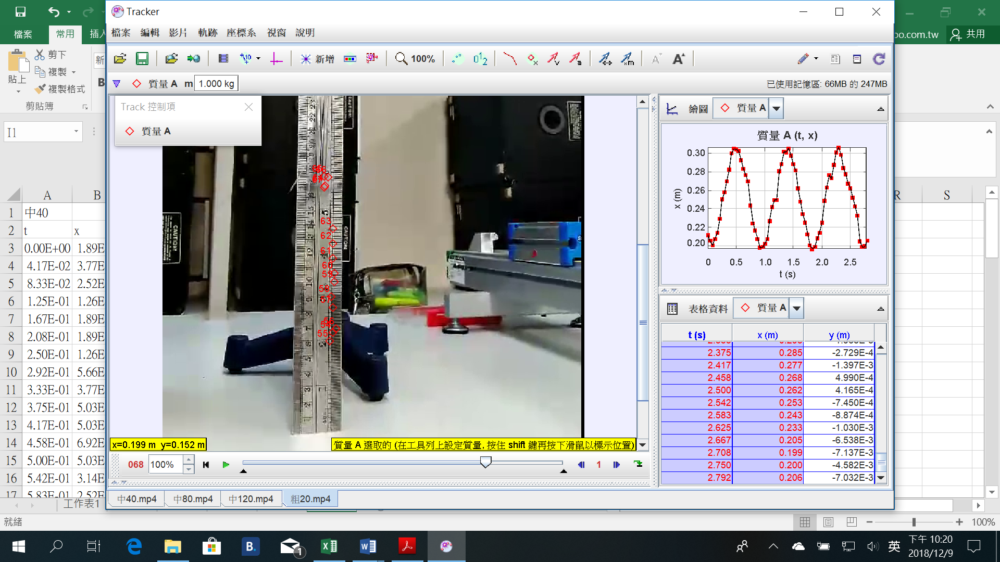 Tracker
檔案 編輯 影片 軌跡 座標系 視窗 說明
新增 100%
質量 A m 1.000 kg
已使用記憶區: 66MB 的 247MB
Track 控制項
質量 A
63
62
61
60
59
58
57
55
CAUTION
x=0.199 m y=0.152 m
質量 A 選取的 (在工具列上設定質量, 按住 shift 鍵再按下滑鼠以標示位置)
068 100% 1
中40.mp4 中80.mp4 中120.mp4 粗20.mp4
繪圖 質量 A
質量 A (t, x)
x (m)
0.30
0.28
0.26
0.24
0.22
0.20
0 0.5 1.0 1.5 2.0 2.5
t (s)
表格資料 質量 A
t (s) x (m) y (m)
2.375 0.285 -2.729E-4
2.417 0.277 -1.397E-3
2.458 0.268 4.990E-4
2.500 0.262 4.165E-4
2.542 0.253 -7.450E-4
2.583 0.243 -8.874E-4
2.625 0.233 -1.030E-3
2.667 0.205 -6.538E-3
2.708 0.199 -7.137E-3
2.750 0.200 -4.582E-3
2.792 0.206 -7.032E-3
檔案 常用 插入
bo.com.tw 共用
貼上 剪下
複製
複製格式
剪貼簿
新
B
I1
A B R S
1 中40
2 t x
3 0.00E+00 1.89E
4 4.17E-02 3.77E
5 8.33E-02 2.52E
6 1.25E-01 1.26E
7 1.67E-01 1.89E
8 2.08E-01 1.89E
9 2.50E-01 1.26E
10 2.92E-01 5.66E
11 3.33E-01 3.77E
12 3.75E-01 5.03E
13 4.17E-01 5.03E
14 4.58E-01 6.92E
15 5.00E-01 5.03E
16 5.42E-01 3.14E
17 5.83E-01 2.52E
工作表1
就緒
100%
英
下午 10:20
2018/12/9